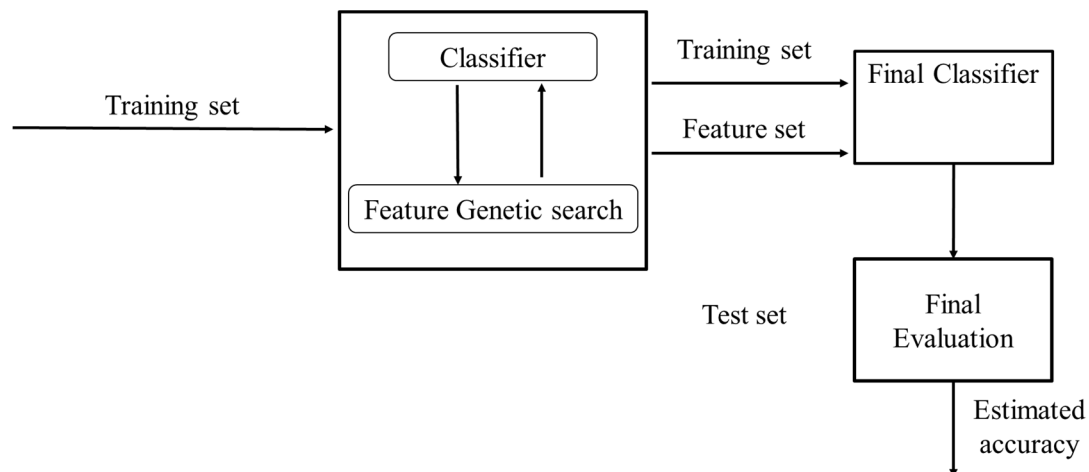 Training set
Classifier
Feature Genetic search
Training set
Feature set
Final Classifier
Test set
Final
Evaluation
Estimated
accuracy